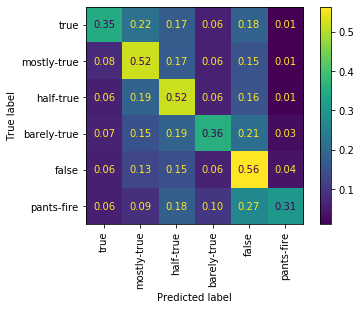 true 0.35 0.22 0.17 0.06 0.18 0.01
mostly-true 0.08 0.52 0.17 0.06 0.15 0.01
half-true 0.06 0.19 0.52 0.06 0.16 0.01
barely-true 0.07 0.15 0.19 0.36 0.21 0.03
false 0.06 0.13 0.15 0.06 0.56 0.04
pants-fire 0.06 0.09 0.18 0.10 0.27 0.31
True label
true mostly-true half-true barely-true false pants-fire
Predicted label
0.5
0.4
0.3
0.2
0.1